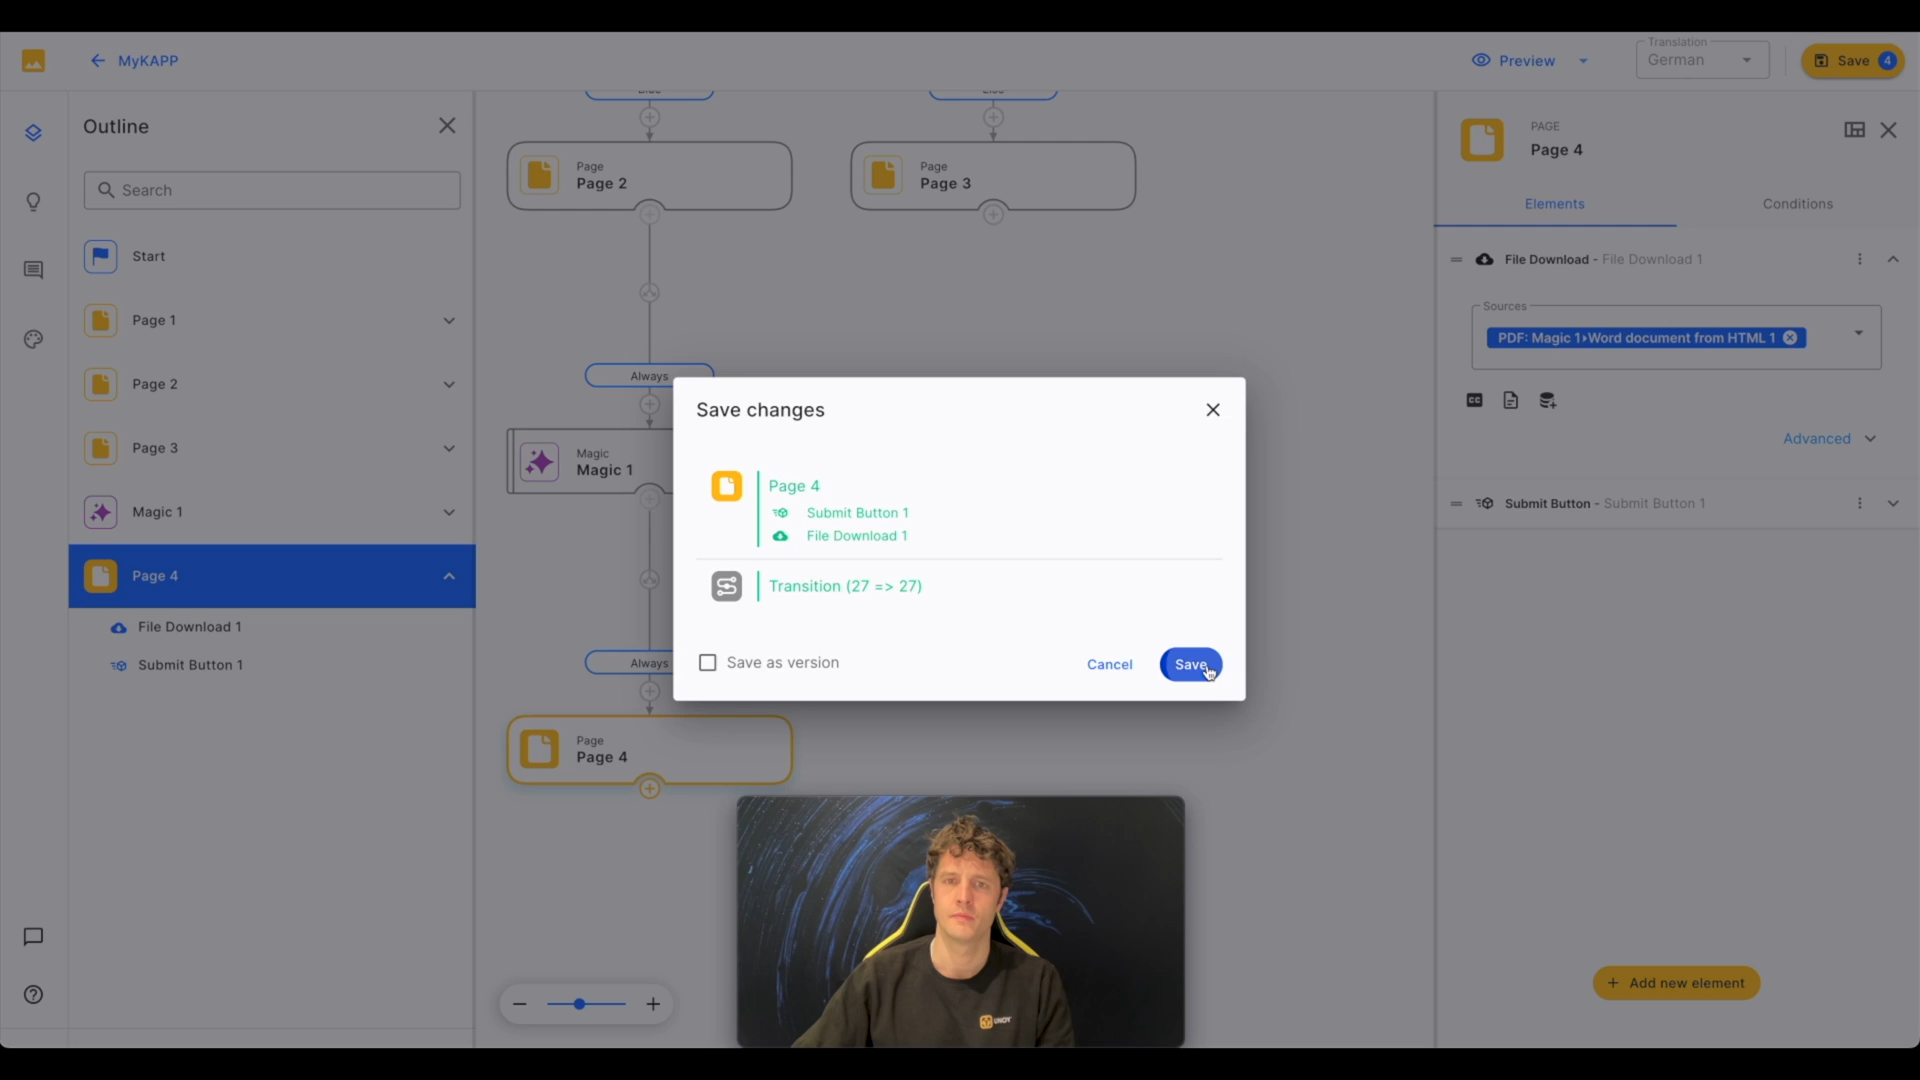 MyKAPP
Preview
Translation
German
Save 4
Outline
Search
Start
Page 1
Page 2
Page 3
Magic 1
Page 4
File Download 1
Submit Button 1
Page
Page 2
Page
Page 3
Always
Magic
Magic 1
Always
Page
Page 4
Save changes
Page 4
Submit Button 1
File Download 1
Transition (27 => 27)
Save as version
Cancel
Save
PAGE
Page 4
Elements
Conditions
File Download - File Download 1
Sources
PDF: Magic 1▸Word document from HTML 1
CC
Advanced
Submit Button - Submit Button 1
+ Add new element
UNOY